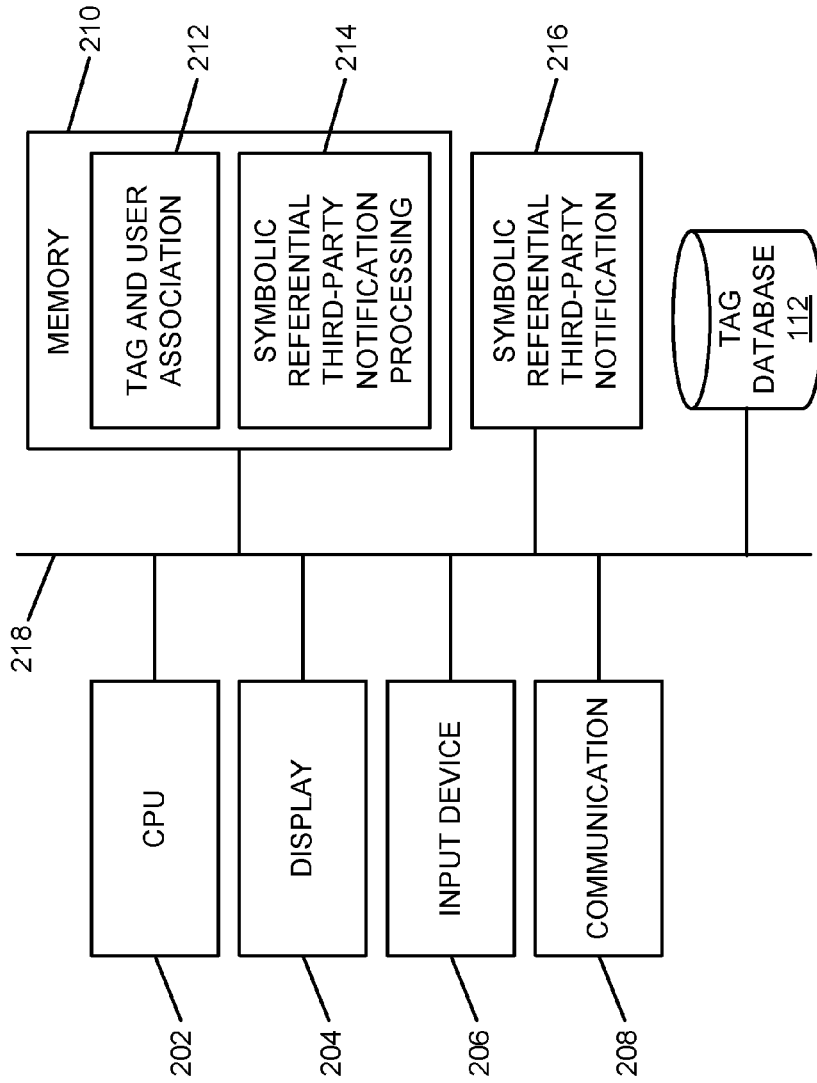 218
CPU
202
DISPLAY
204
INPUT DEVICE
206
COMMUNICATION
208
MEMORY
210
TAG AND USER
ASSOCIATION
212
SYMBOLIC
REFERENTIAL
THIRD-PARTY
NOTIFICATION
PROCESSING
214
SYMBOLIC
REFERENTIAL
THIRD-PARTY
NOTIFICATION
216
TAG
DATABASE
112